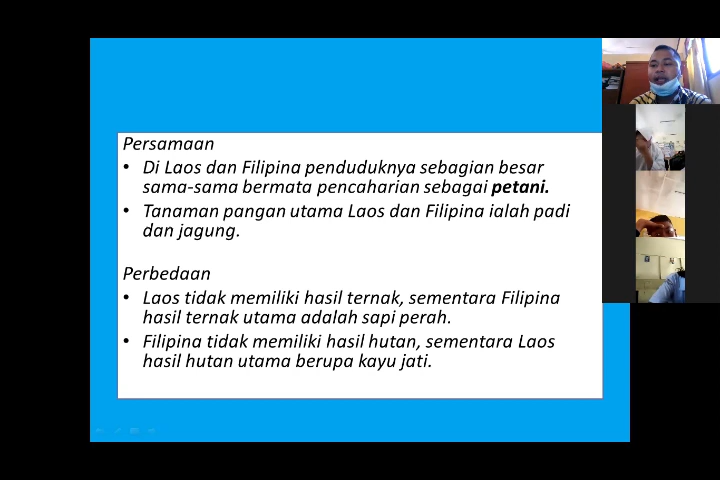 Persamaan
• Di Laos dan Filipina penduduknya sebagian besar
sama-sama bermata pencaharian sebagai petani.
• Tanaman pangan utama Laos dan Filipina ialah padi
dan jagung.
Perbedaan
• Laos tidak memiliki hasil ternak, sementara Filipina
hasil ternak utama adalah sapi perah.
• Filipina tidak memiliki hasil hutan, sementara Laos
hasil hutan utama berupa kayu jati.